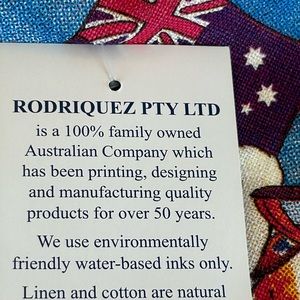 RODRIQUEZ PTY LTD
is a 100% family owned
Australian Company which
has been printing, designing
and manufacturing quality
products for over 50 years.
We use environmentally
friendly water-based inks only.
Linen and cotton are natural